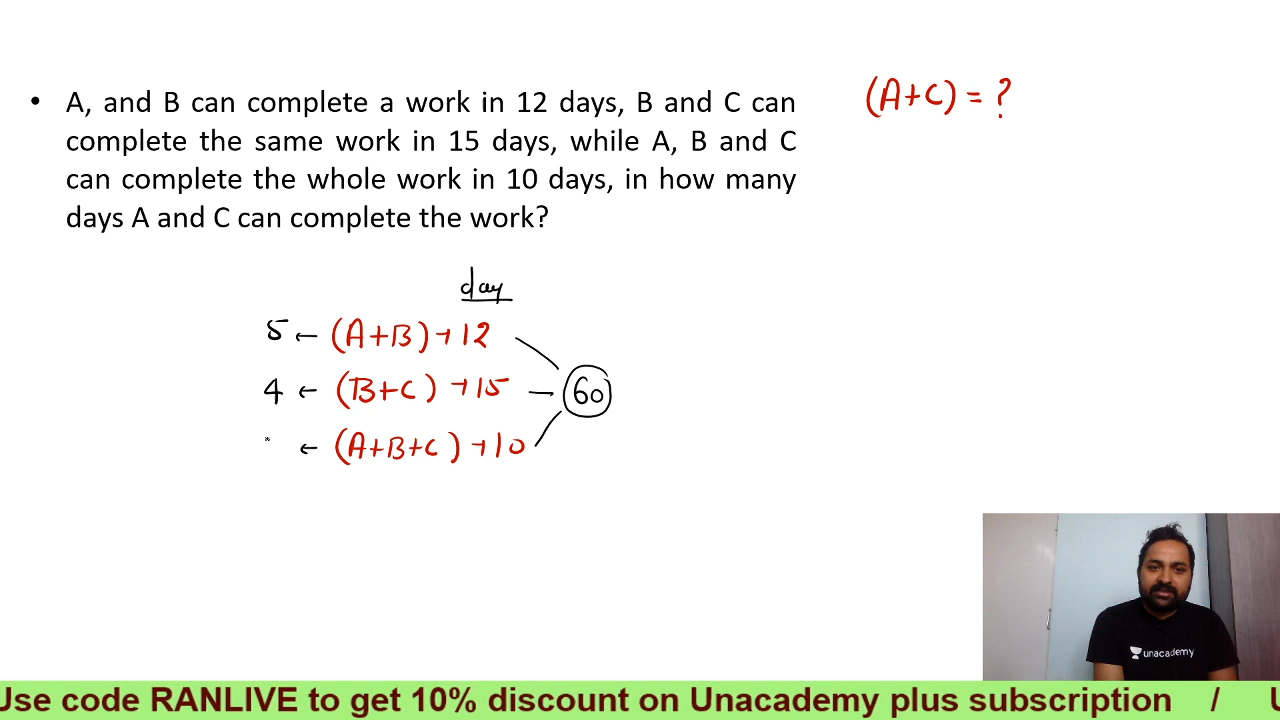 • A, and B can complete a work in 12 days, B and C can
complete the same work in 15 days, while A, B and C
can complete the whole work in 10 days, in how many
days A and C can complete the work?
(A+C) = ?
day
5 ← (A+B) → 12
4 ← (B+C) → 15
60
← (A+B+C) → 10
unacademy
Use code RANLIVE to get 10% discount on Unacademy plus subscription / U